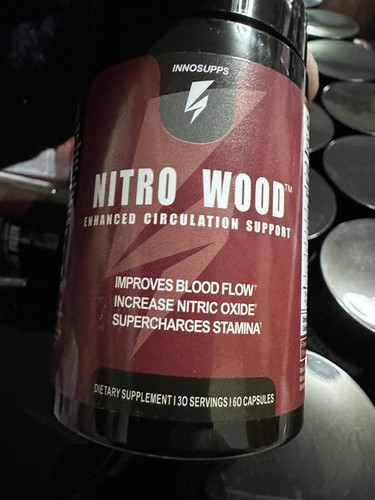 INNOSUPPS
NITRO WOOD™
ENHANCED CIRCULATION SUPPORT
IMPROVES BLOOD FLOW†
INCREASE NITRIC OXIDE†
SUPERCHARGES STAMINA†
DIETARY SUPPLEMENT I 30 SERVINGS I 60 CAPSULES